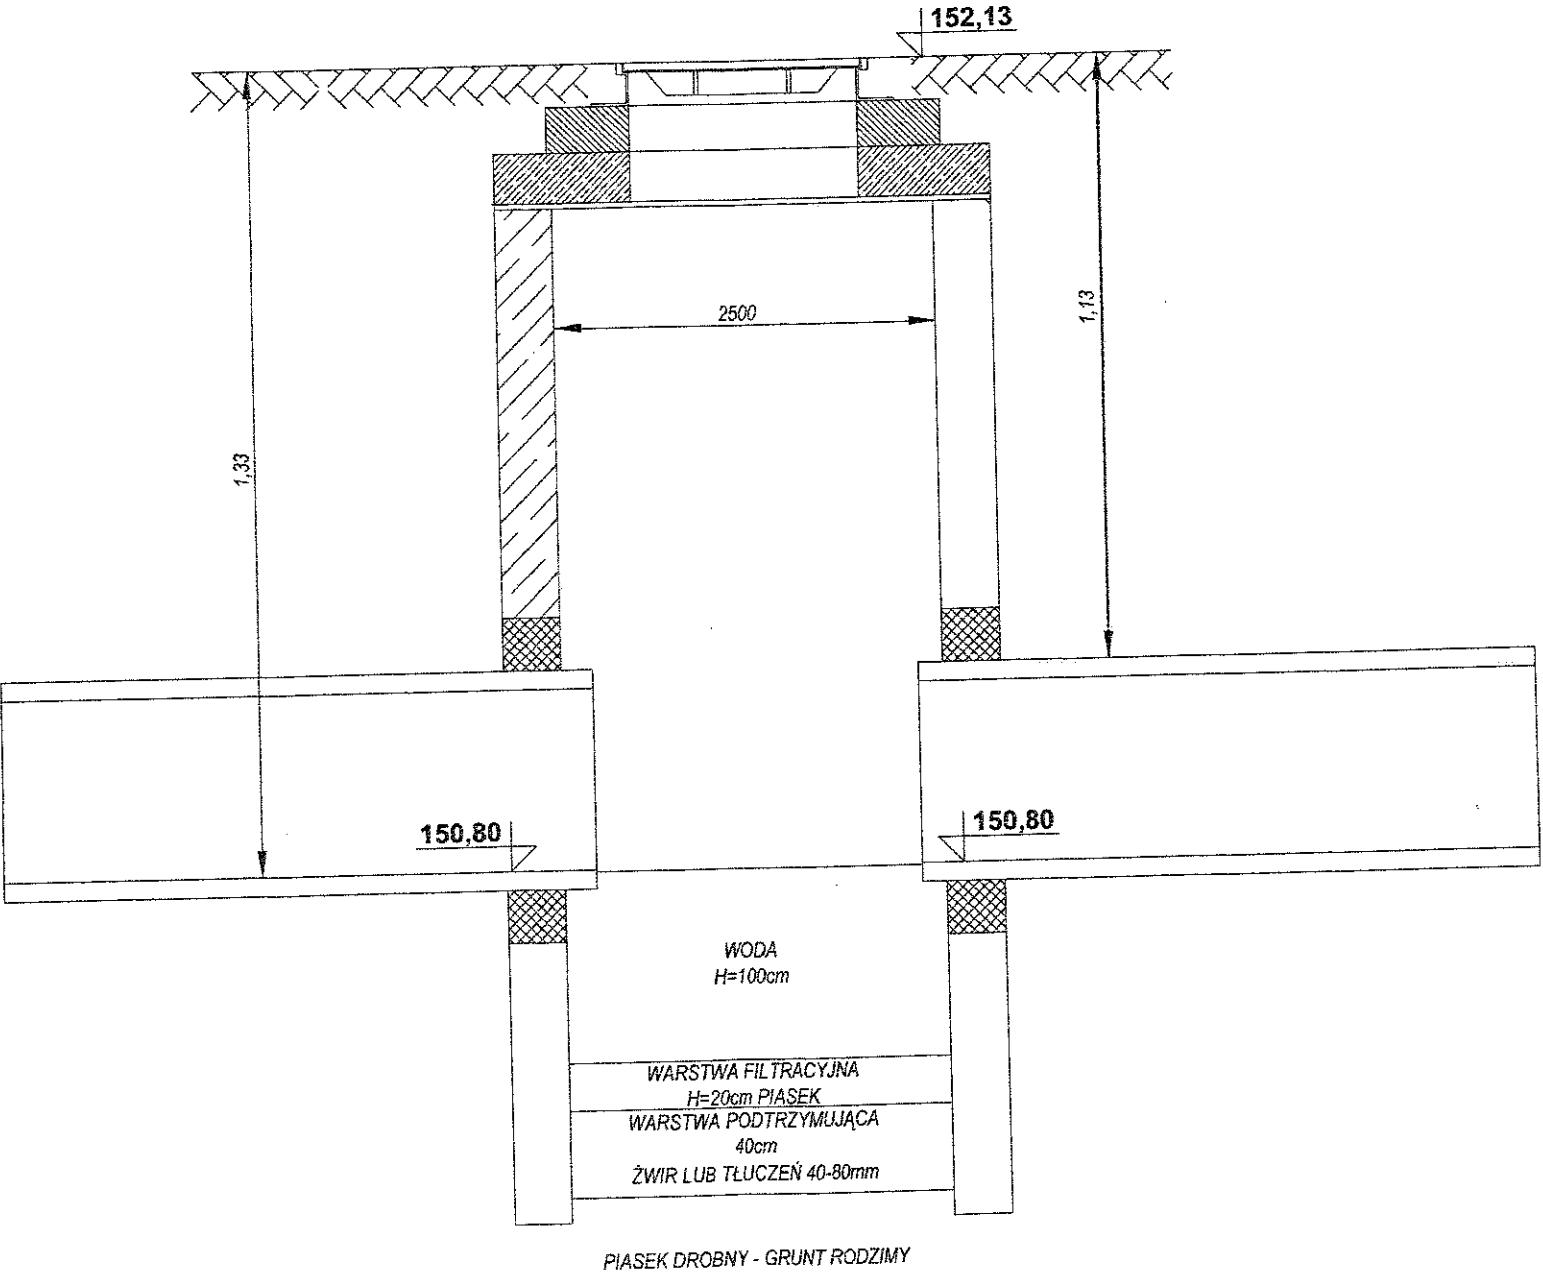 152,13
2500
1,13
1,33
150,80
150,80
WODA
H=100cm
WARSTWA FILTRACYJNA
H=20cm PIASEK
WARSTWA PODTRZYMUJĄCA
40cm
ŻWIR LUB TŁUCZEŃ 40-80mm
PIASEK DROBNY - GRUNT RODZIMY